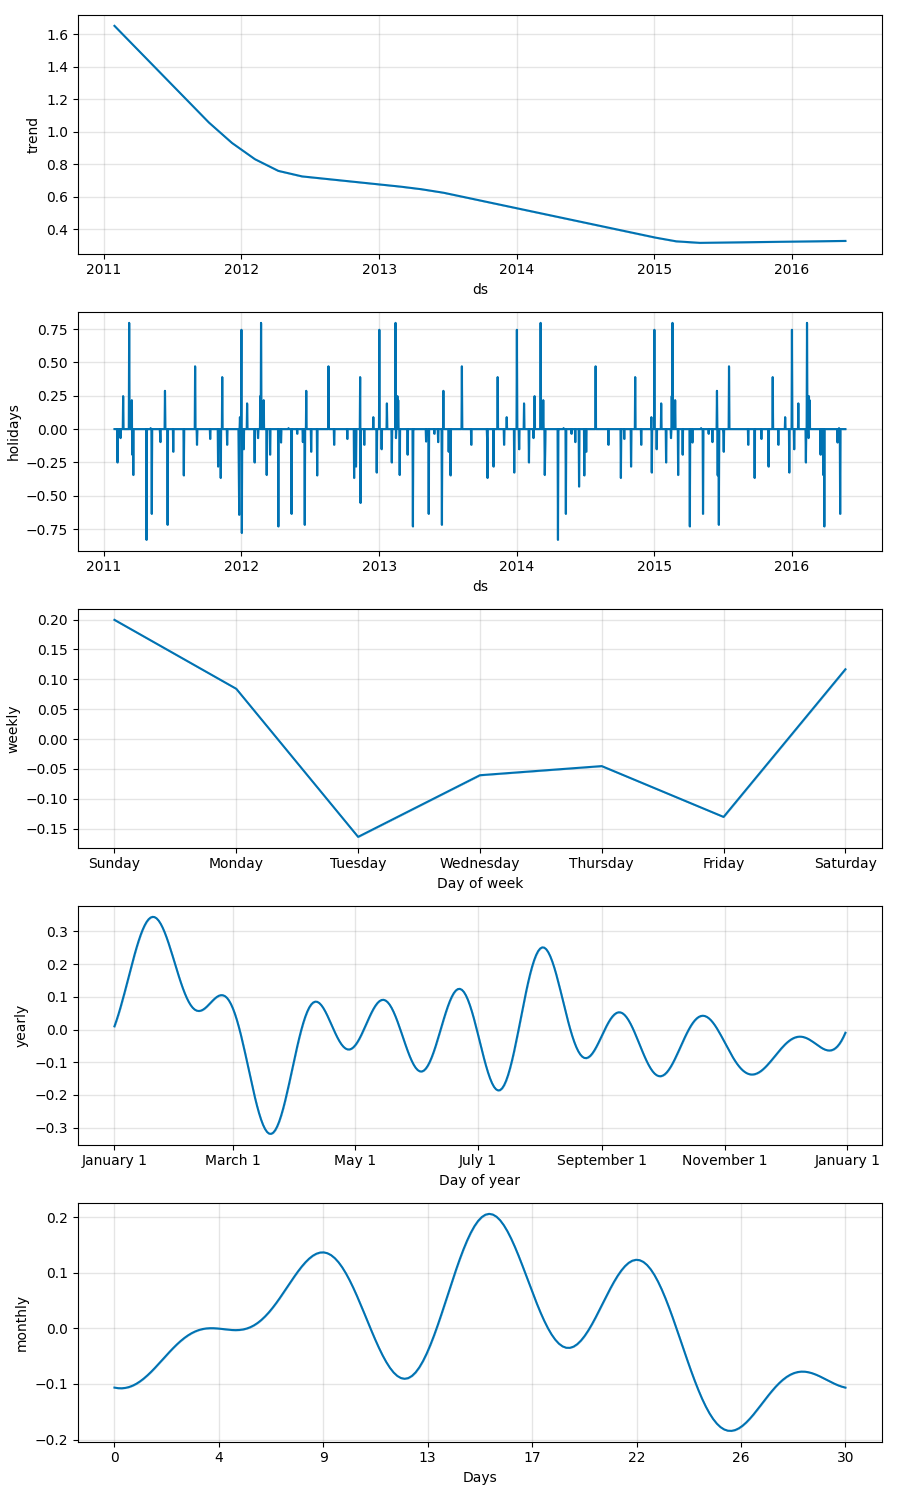 trend
1.6
1.4
1.2
1.0
0.8
0.6
0.4
2011 2012 2013 2014 2015 2016
ds
holidays
0.75
0.50
0.25
0.00
−0.25
−0.50
−0.75
2011 2012 2013 2014 2015 2016
ds
weekly
0.20
0.15
0.10
0.05
0.00
−0.05
−0.10
−0.15
Sunday Monday Tuesday Wednesday Thursday Friday Saturday
Day of week
yearly
0.3
0.2
0.1
0.0
−0.1
−0.2
−0.3
January 1 March 1 May 1 July 1 September 1 November 1 January 1
Day of year
monthly
0.2
0.1
0.0
−0.1
−0.2
0 4 9 13 17 22 26 30
Days